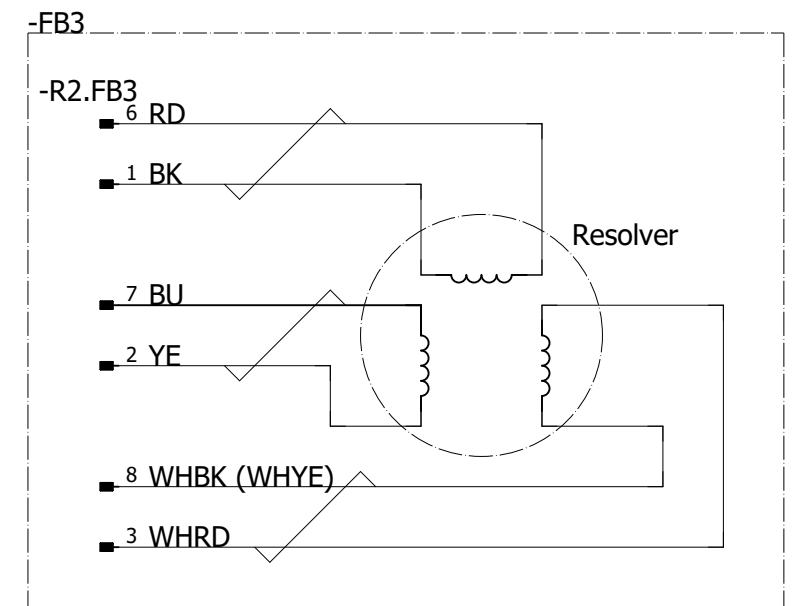 -FB3
-R2.FB3
6 RD
1 BK
Resolver
7 BU
2 YE
8 WHBK (WHYE)
3 WHRD